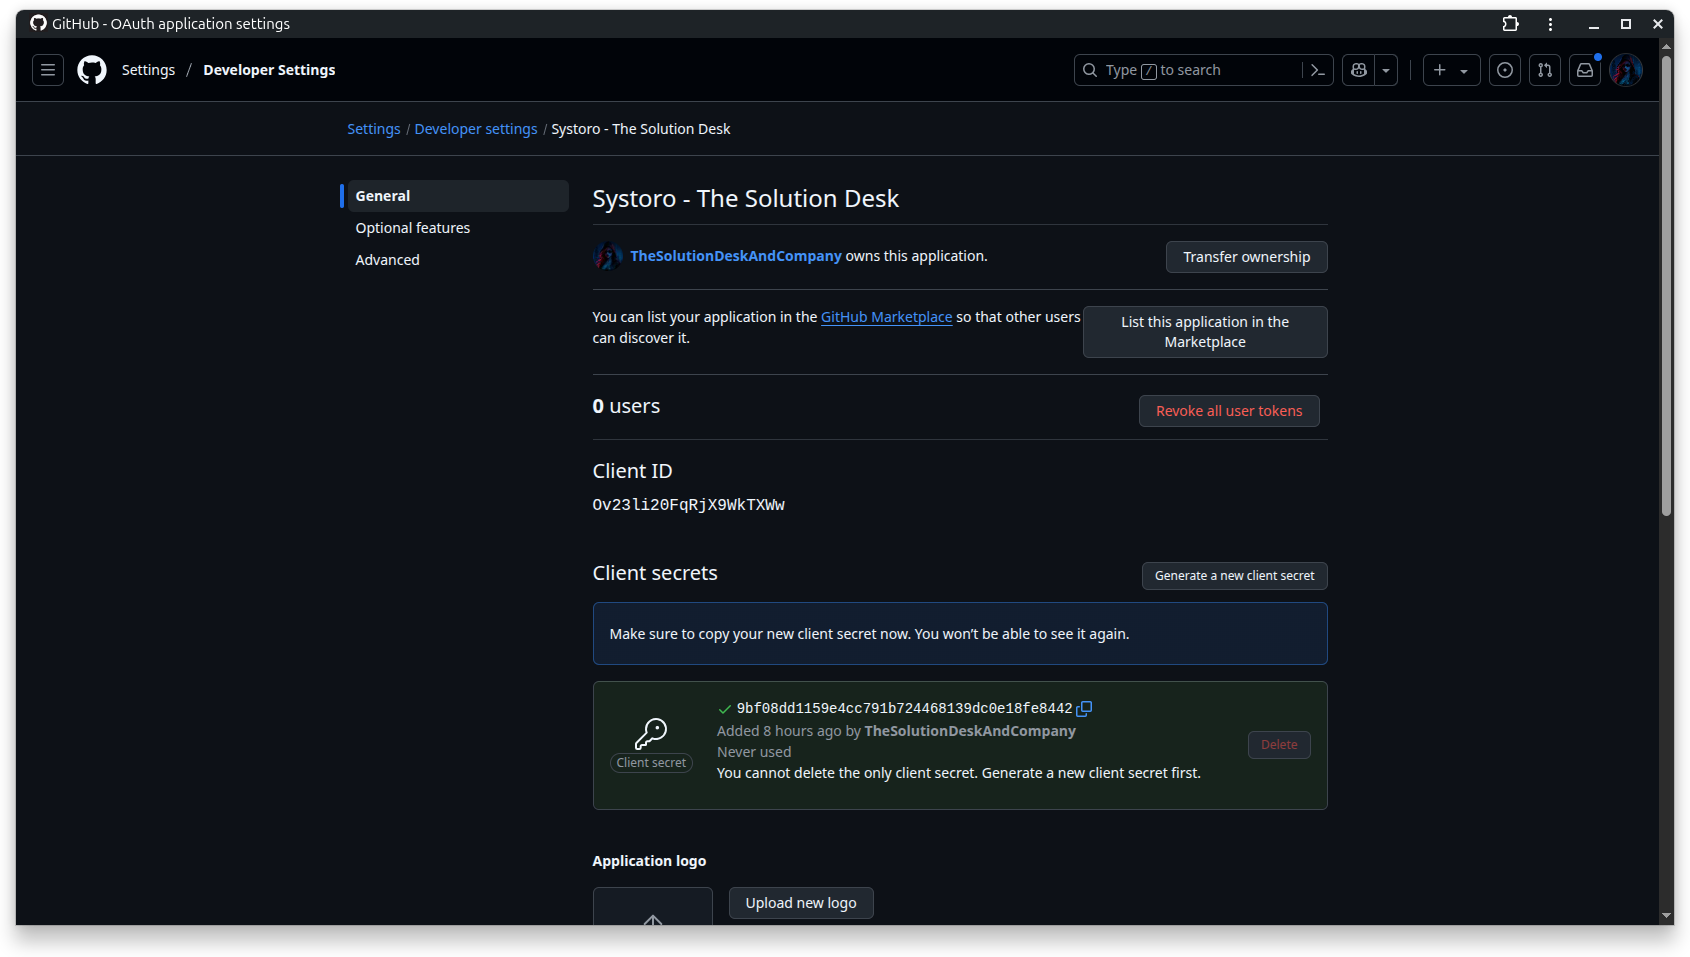 GitHub - OAuth application settings
Settings / Developer Settings
Type / to search
Settings / Developer settings / Systoro - The Solution Desk
General
Optional features
Advanced
Systoro - The Solution Desk
TheSolutionDeskAndCompany owns this application.
Transfer ownership
You can list your application in the GitHub Marketplace so that other users
can discover it.
List this application in the
Marketplace
0 users
Revoke all user tokens
Client ID
Ov23li20FqRjX9WkTXWw
Client secrets
Generate a new client secret
Make sure to copy your new client secret now. You won’t be able to see it again.
Client secret
9bf08dd1159e4cc791b724468139dc0e18fe8442
Added 8 hours ago by TheSolutionDeskAndCompany
Never used
You cannot delete the only client secret. Generate a new client secret first.
Delete
Application logo
Upload new logo